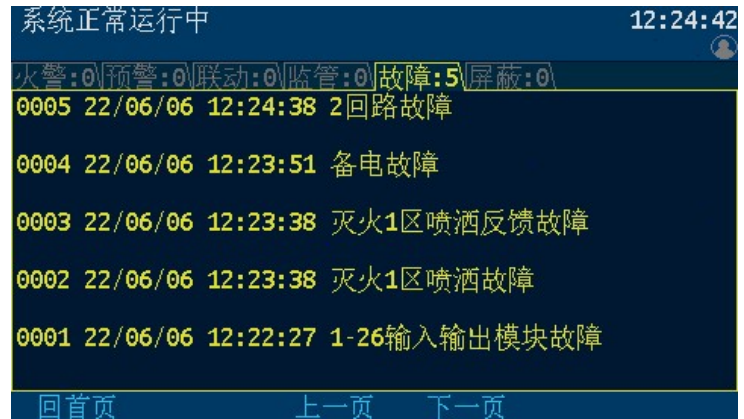 系统正常运行中 12:24:42
火警:0 预警:0 联动:0 监管:0 故障:5 屏蔽:0
0005 22/06/06 12:24:38 2回路故障
0004 22/06/06 12:23:51 备电故障
0003 22/06/06 12:23:38 灭火1区喷洒反馈故障
0002 22/06/06 12:23:38 灭火1区喷洒故障
0001 22/06/06 12:22:27 1-26输入输出模块故障
回首页 上一页 下一页